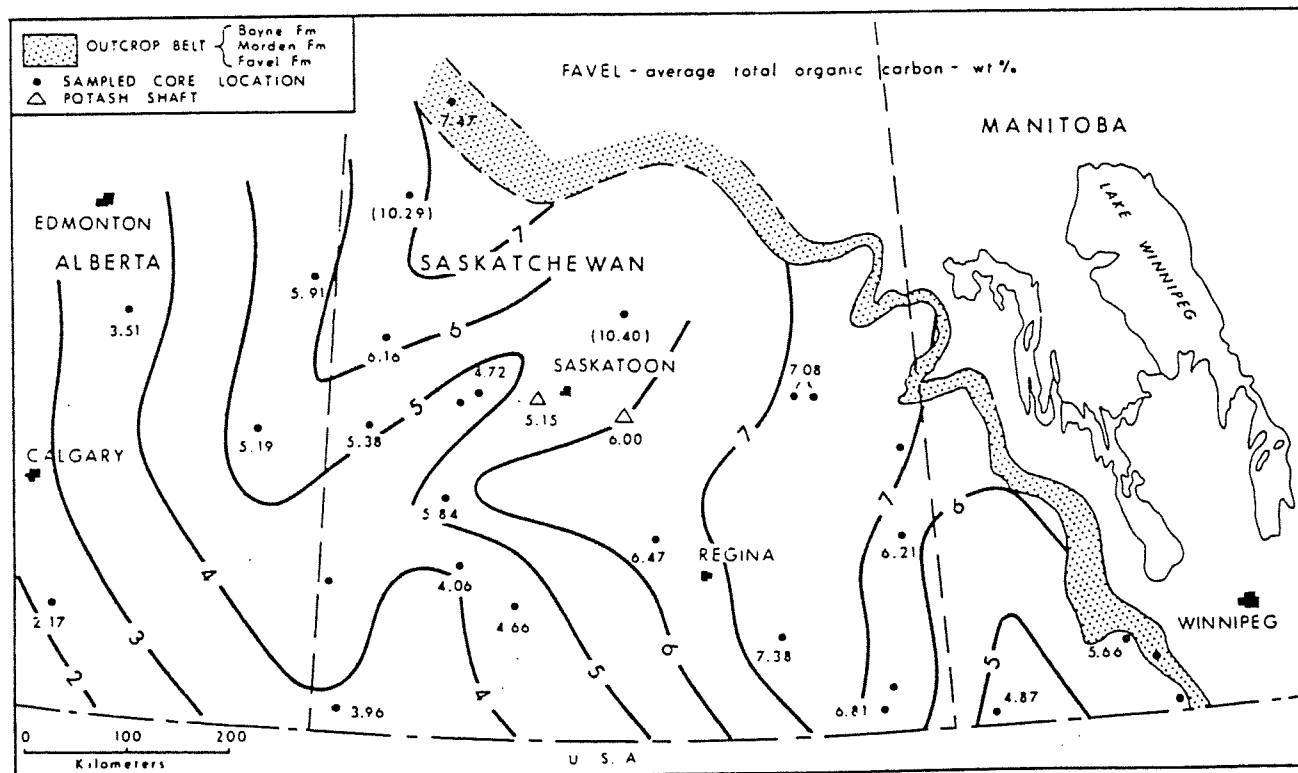 OUTCROP BELT
Boyne Fm
Morden Fm
Favel Fm
SAMPLED CORE LOCATION
POTASH SHAFT
FAVEL - average total organic carbon - wt %
MANITOBA
7.47
LAKE WINNIPEG
EDMONTON
(10.29)
7
ALBERTA
SASKATCHEWAN
5.91
3.51
6
(10.40)
6.16
SASKATOON
4.72
7.08
5.15
5
6.00
5.19
5.38
7
CALGARY
5.84
7
6
6.47
REGINA
6.21
4
4.06
2.17
4.66
WINNIPEG
3
6
7.38
5.66
5
5
2
4
3.96
6.81
4.87
0 100 200
Kilometers
U. S. A